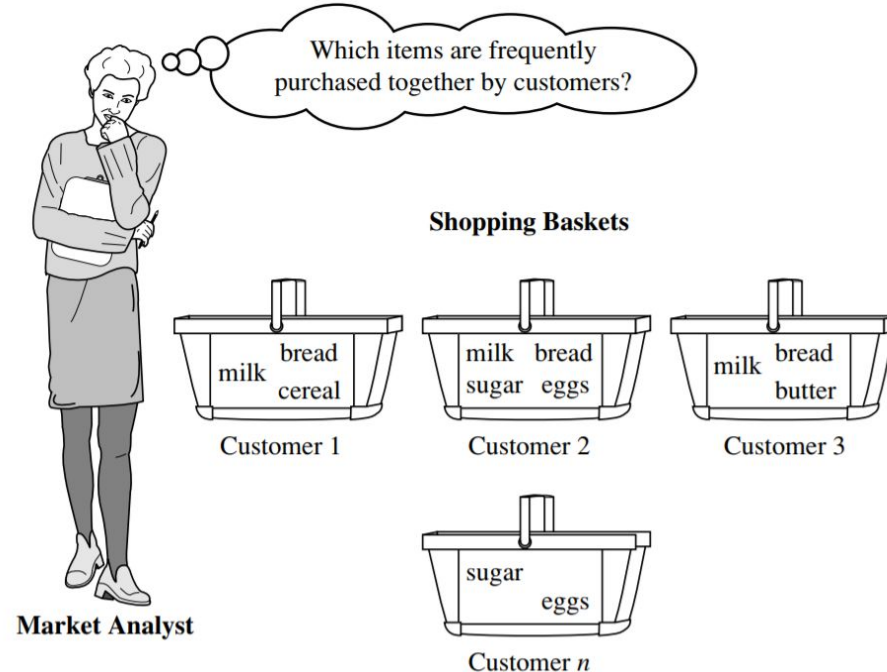 Which items are frequently
purchased together by customers?
Shopping Baskets
milk bread
cereal
Customer 1
milk bread
sugar eggs
Customer 2
milk bread
butter
Customer 3
sugar
eggs
Customer n
Market Analyst